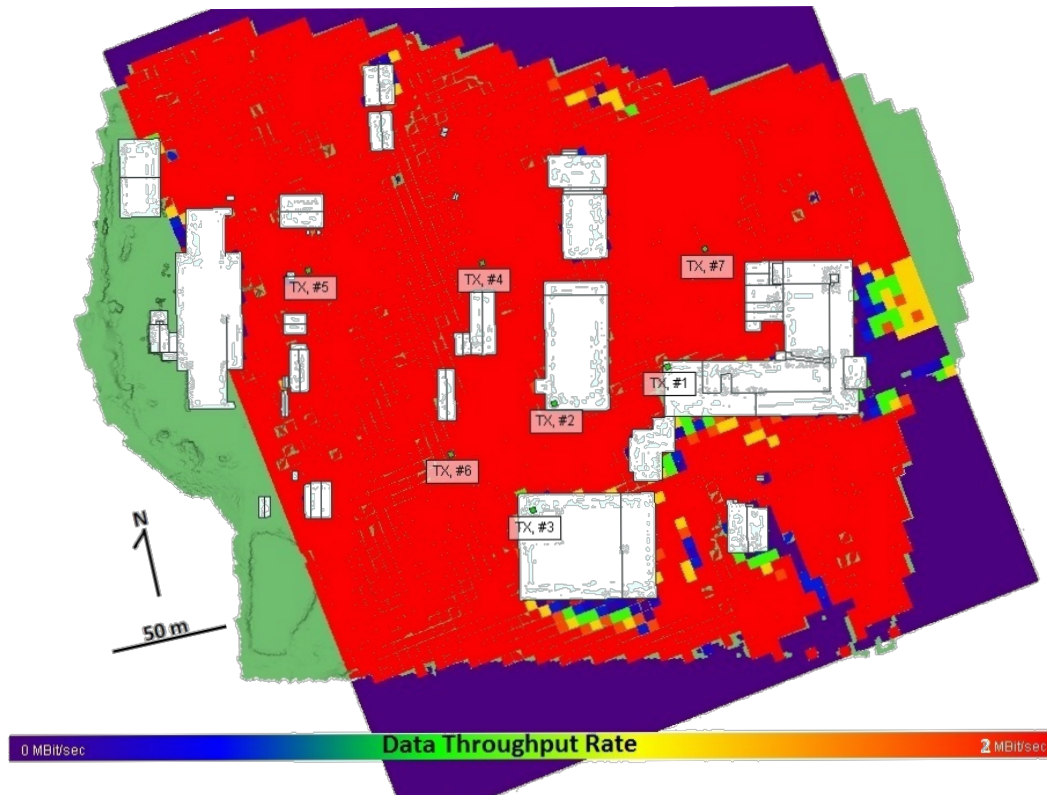 TX, #7
TX, #4
TX, #5
TX, #1
TX, #2
TX, #6
TX, #3
N
50 m
0 MBit/sec Data Throughput Rate 2 MBit/sec